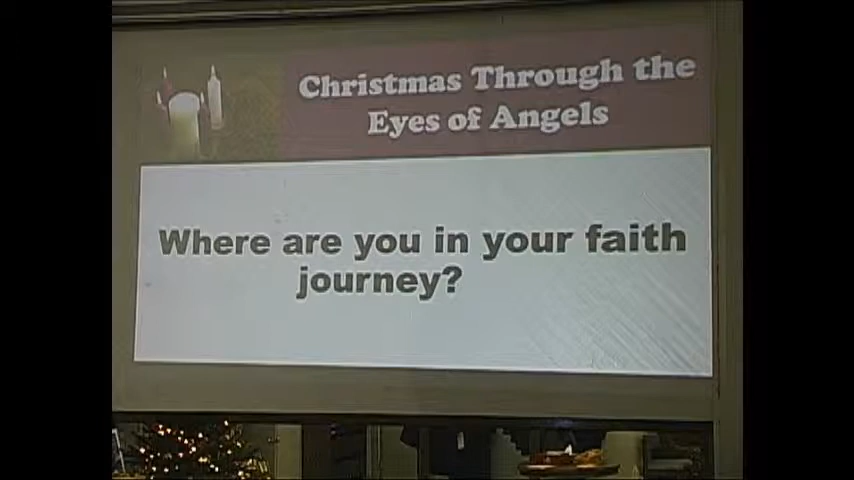 Christmas Through the
Eyes of Angels
Where are you in your faith
journey?